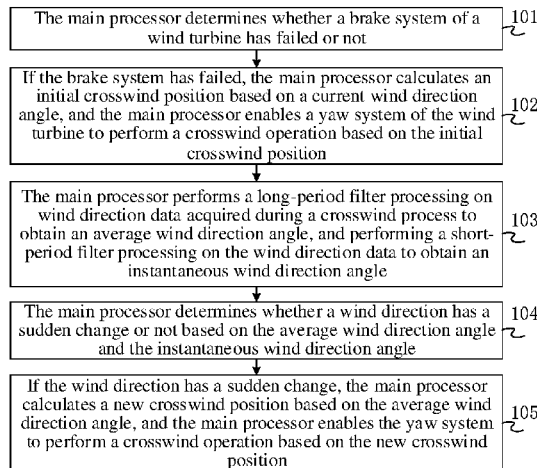 The main processor determines whether a brake system of a
wind turbine has failed or not
101
If the brake system has failed, the main processor calculates an
initial crosswind position based on a current wind direction
angle, and the main processor enables a yaw system of the wind
turbine to perform a crosswind operation based on the initial
crosswind position
102
The main processor performs a long-period filter processing on
wind direction data acquired during a crosswind process to
obtain an average wind direction angle, and performing a short-
period filter processing on the wind direction data to obtain an
instantaneous wind direction angle
103
The main processor determines whether a wind direction has a
sudden change or not based on the average wind direction angle
and the instantaneous wind direction angle
104
If the wind direction has a sudden change, the main processor
calculates a new crosswind position based on the average wind
direction angle, and the main processor enables the yaw system
to perform a crosswind operation based on the new crosswind
position
105